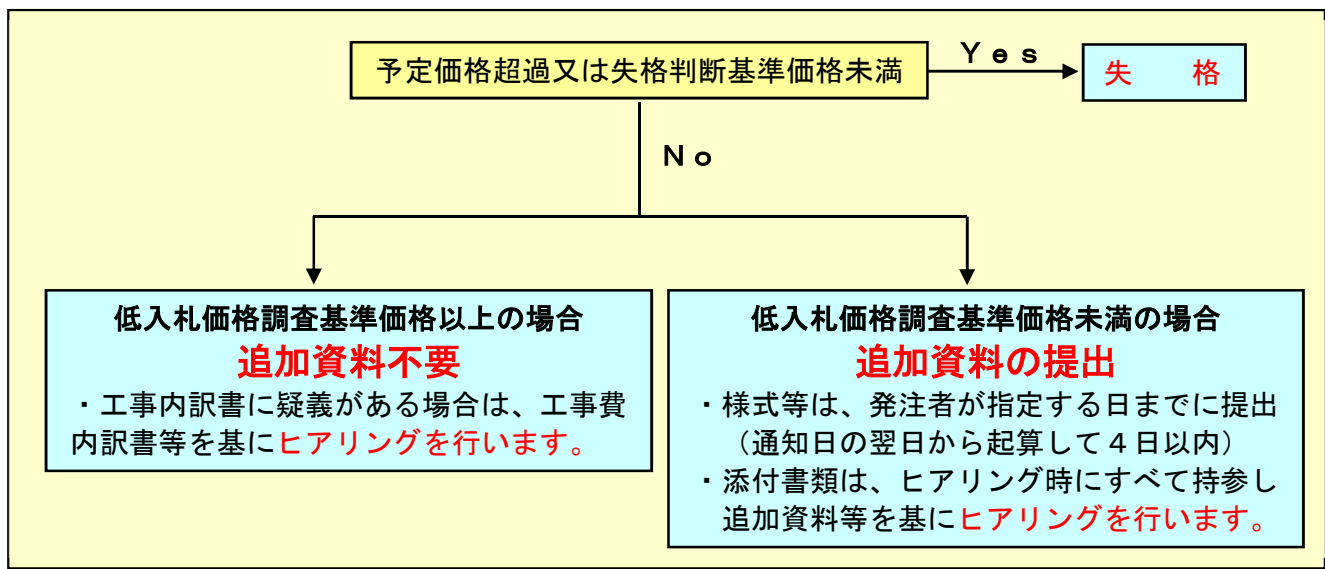 予定価格超過又は失格判断基準価格未満
Ｙｅｓ
失　　格
Ｎｏ
低入札価格調査基準価格以上の場合
追加資料不要
・工事内訳書に疑義がある場合は、工事費
内訳書等を基にヒアリングを行います。
低入札価格調査基準価格未満の場合
追加資料の提出
・様式等は、発注者が指定する日までに提出
（通知日の翌日から起算して４日以内）
・添付書類は、ヒアリング時にすべて持参し
追加資料等を基にヒアリングを行います。